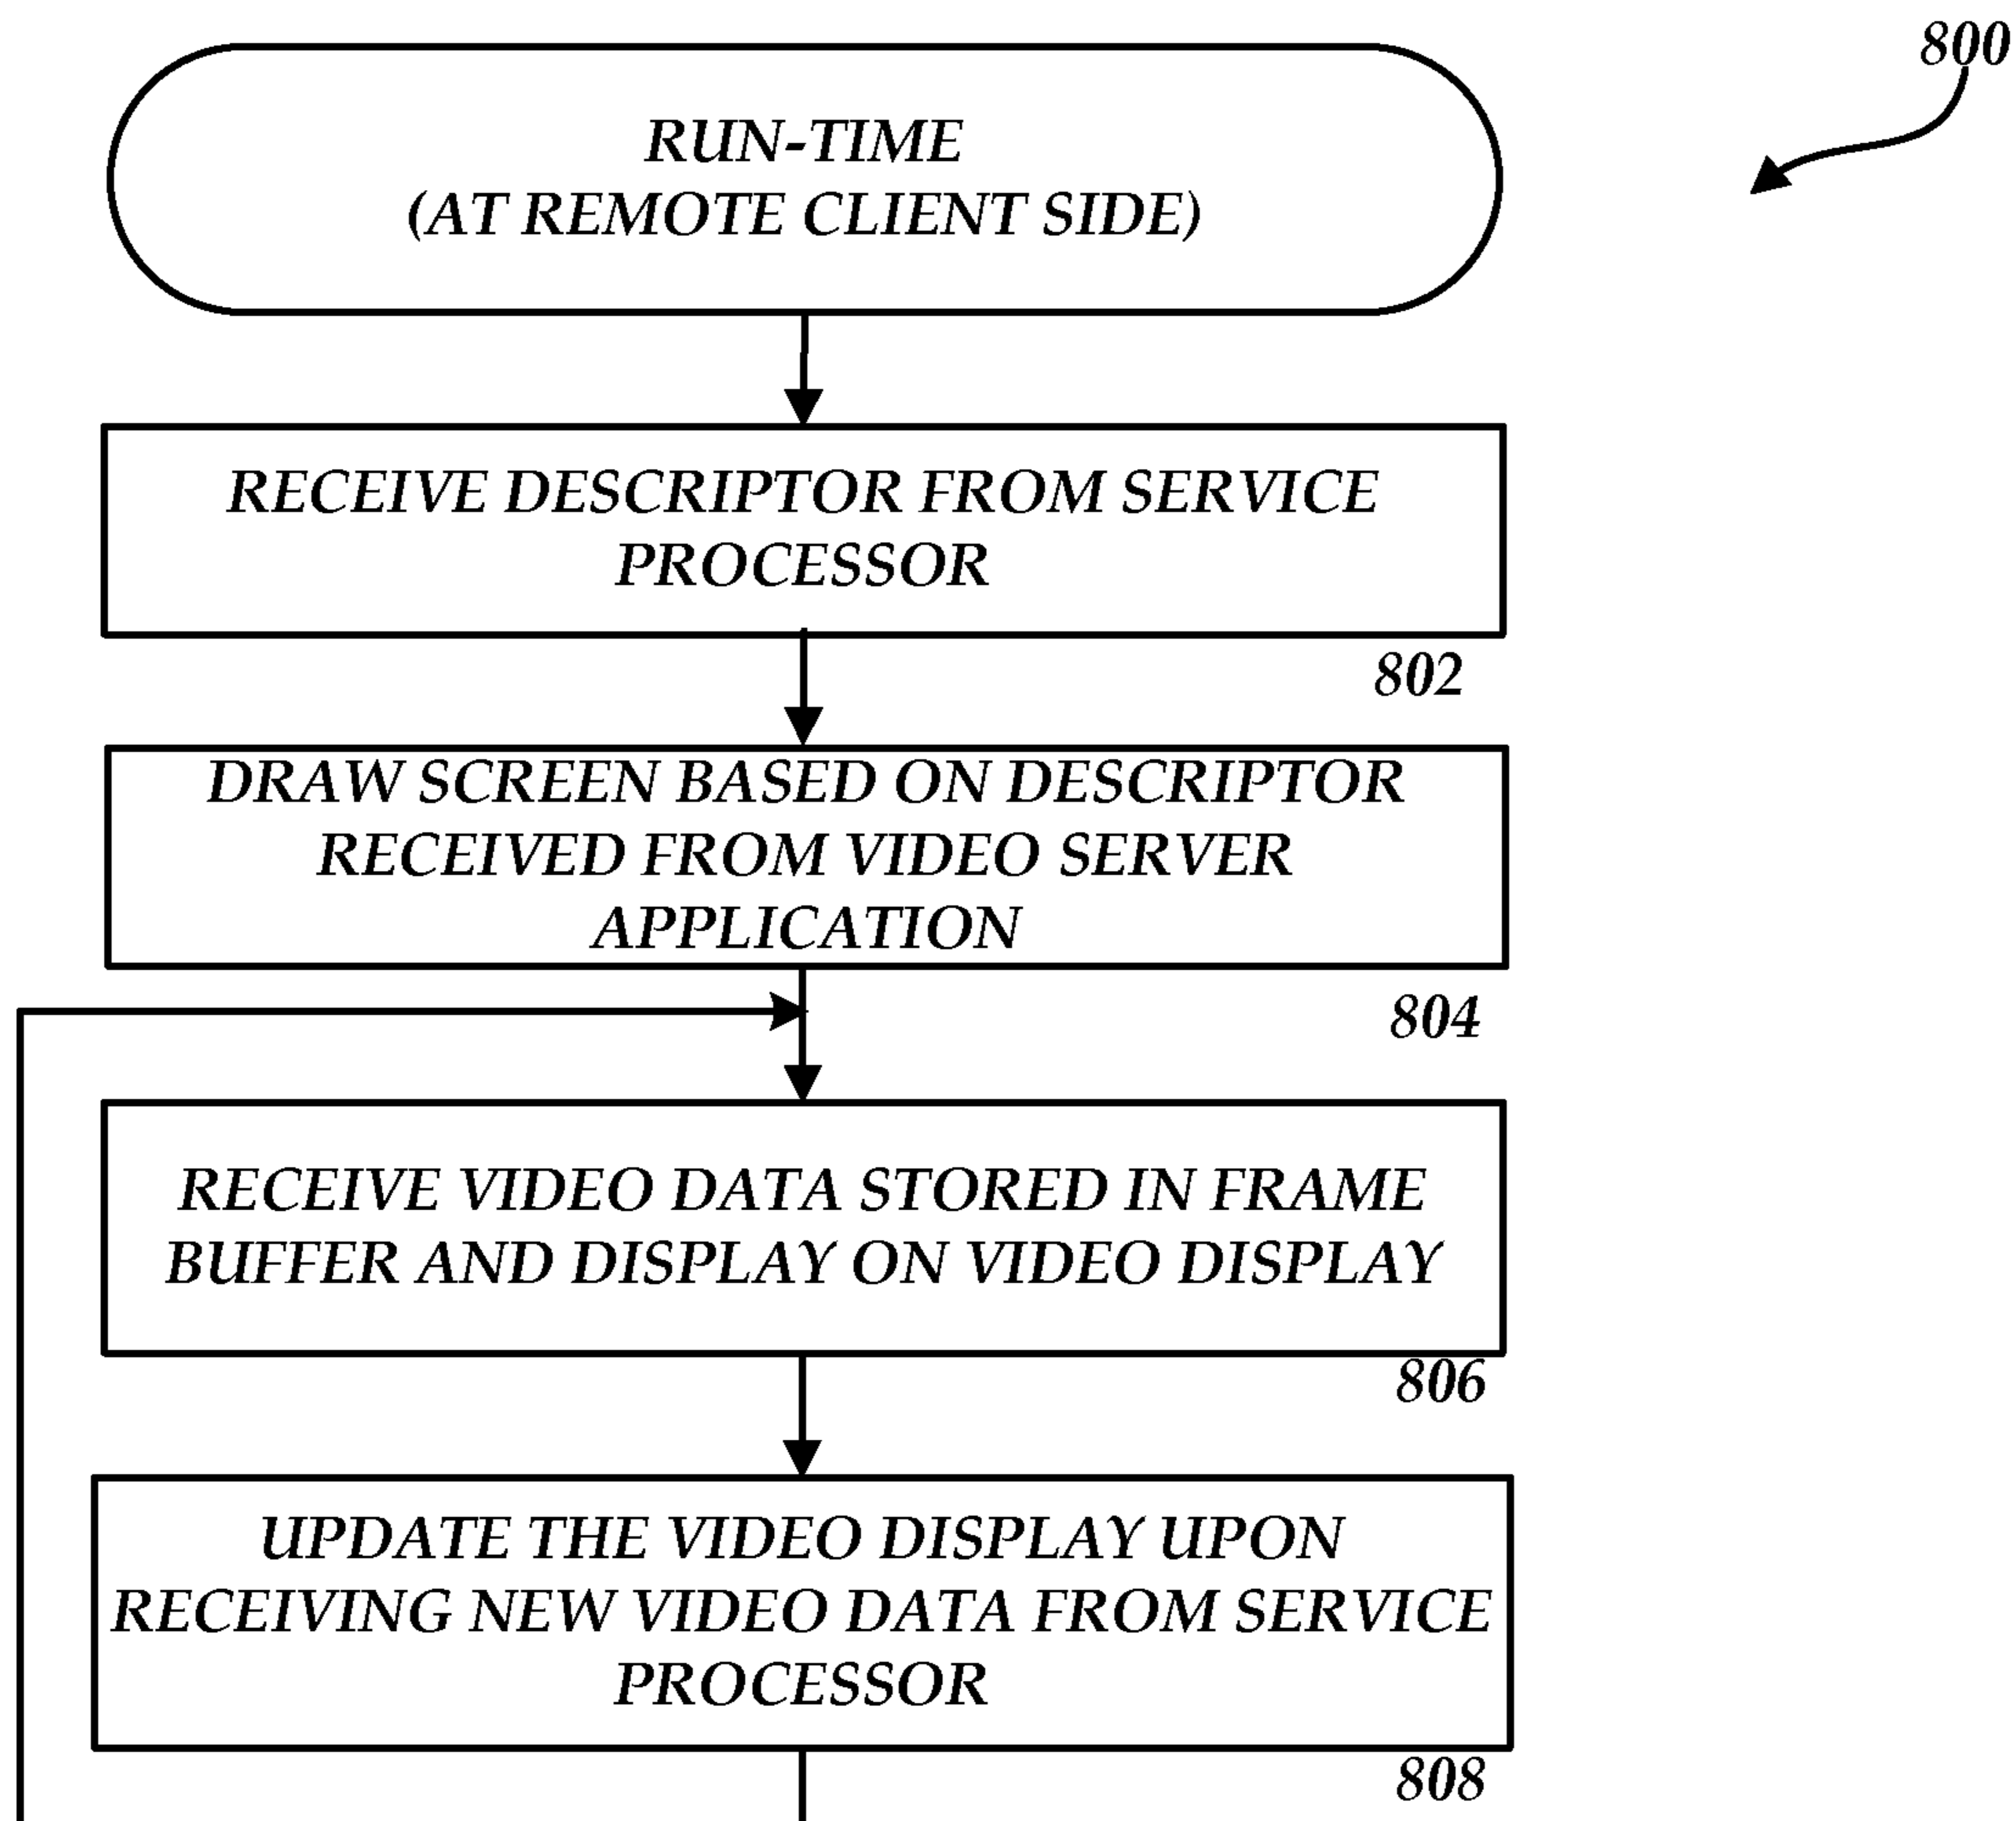 800
RUN-TIME
(AT REMOTE CLIENT SIDE)
RECEIVE DESCRIPTOR FROM SERVICE
PROCESSOR
802
DRAW SCREEN BASED ON DESCRIPTOR
RECEIVED FROM VIDEO SERVER
APPLICATION
804
RECEIVE VIDEO DATA STORED IN FRAME
BUFFER AND DISPLAY ON VIDEO DISPLAY
806
UPDATE THE VIDEO DISPLAY UPON
RECEIVING NEW VIDEO DATA FROM SERVICE
PROCESSOR
808